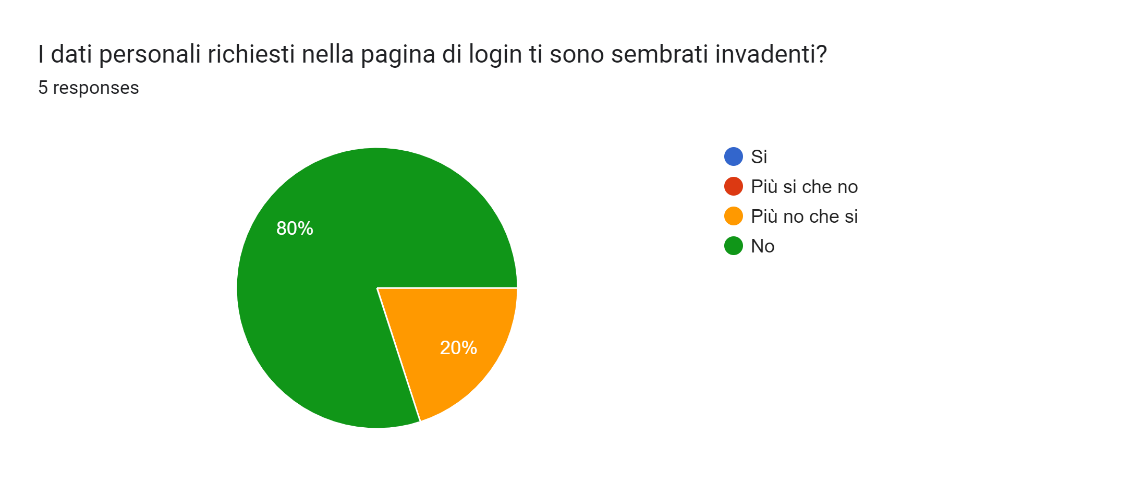 I dati personali richiesti nella pagina di login ti sono sembrati invadenti?
5 responses
80%
20%
Si
Più si che no
Più no che si
No